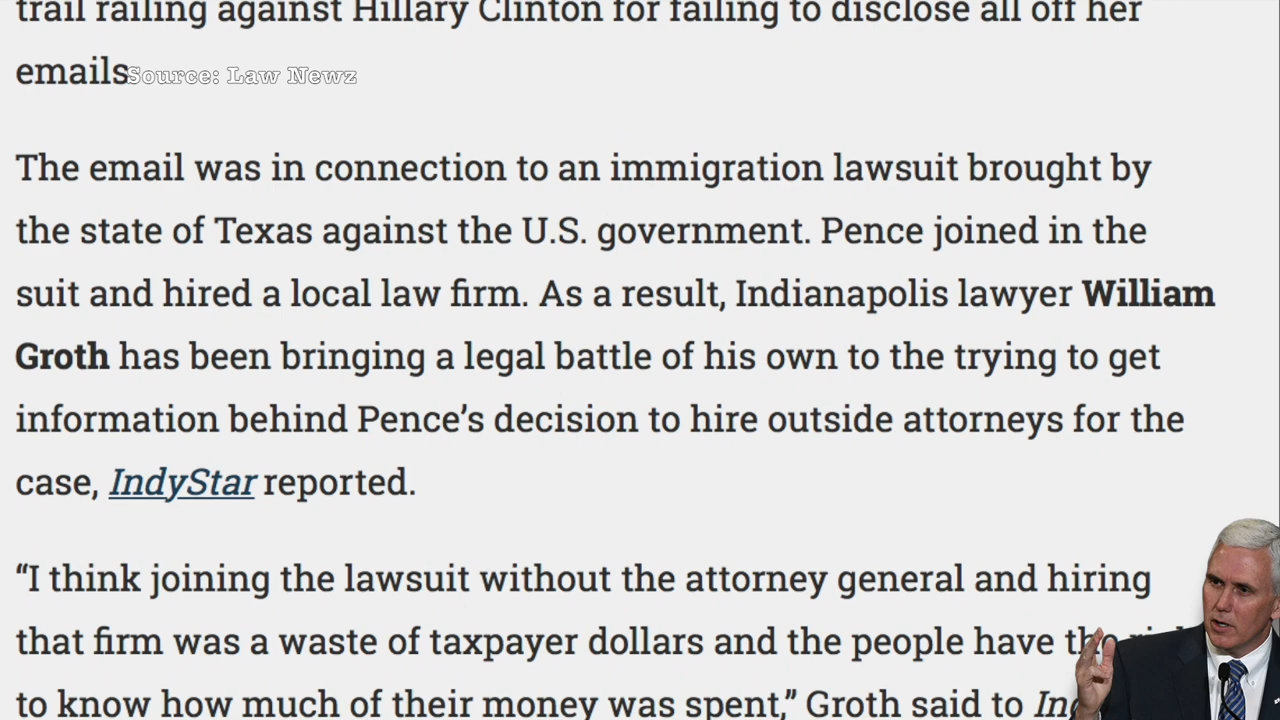 trail railing against Hillary Clinton for failing to disclose all off her
emails
Source: Law Newz
The email was in connection to an immigration lawsuit brought by
the state of Texas against the U.S. government. Pence joined in the
suit and hired a local law firm. As a result, Indianapolis lawyer William
Groth has been bringing a legal battle of his own to the trying to get
information behind Pence’s decision to hire outside attorneys for the
case, IndyStar reported.
“I think joining the lawsuit without the attorney general and hiring
that firm was a waste of taxpayer dollars and the people have the
to know how much of their money was spent,” Groth said to